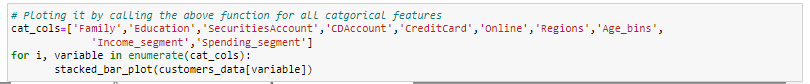 # Ploting it by calling the above function for all catgorical features
cat_cols=['Family','Education','SecuritiesAccount','CDAccount','CreditCard','Online','Regions','Age_bins',
'Income_segment','Spending_segment']
for i, variable in enumerate(cat_cols):
stacked_bar_plot(customers_data[variable])